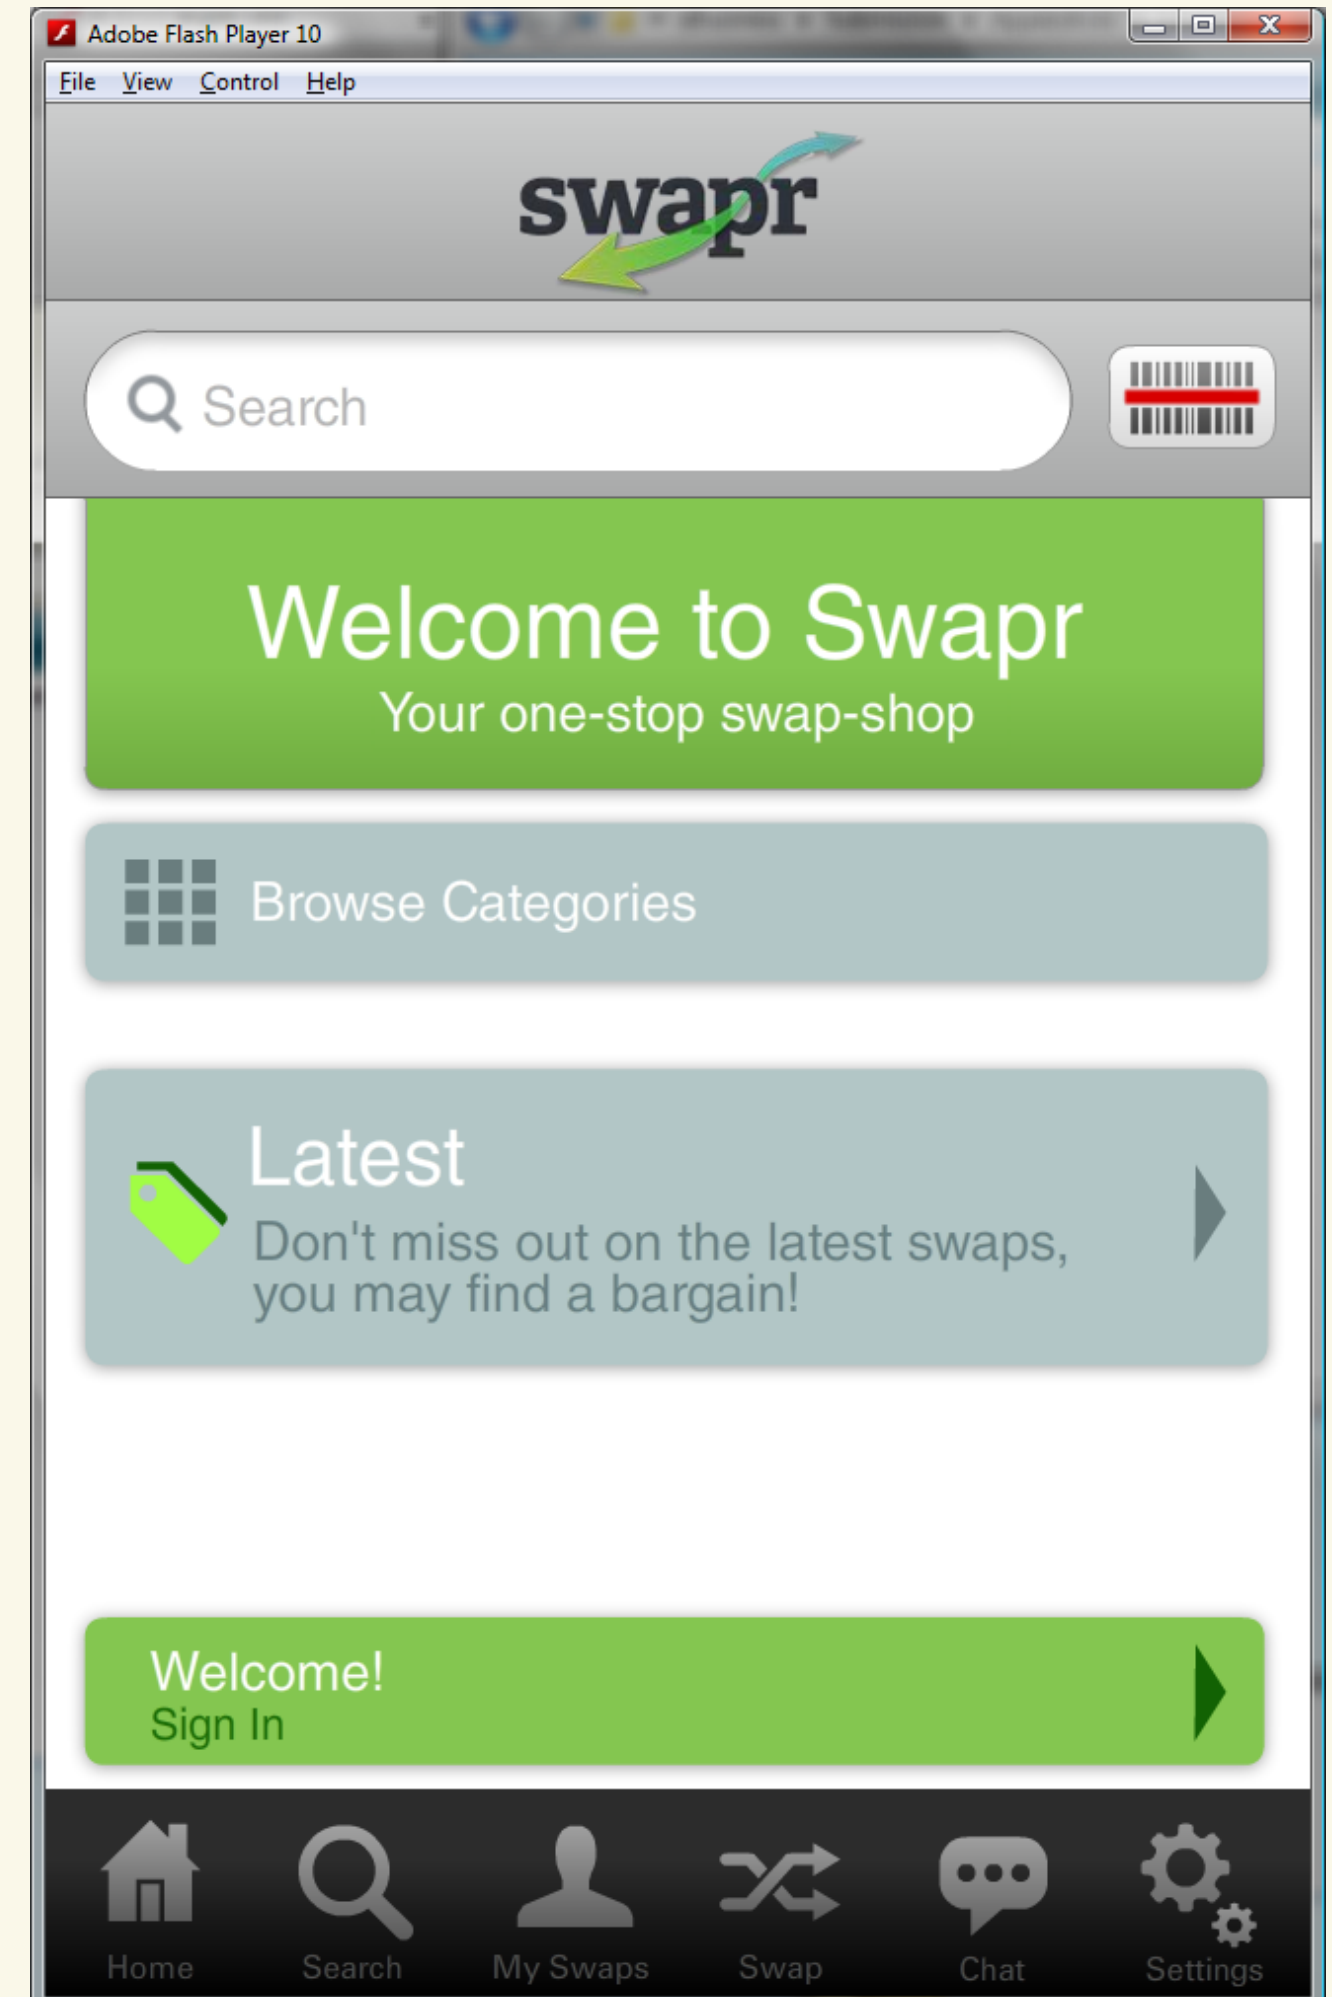 Adobe Flash Player 10
File View Control Help
swapr
Search
Welcome to Swapr
Your one-stop swap-shop
Browse Categories
Latest
Don't miss out on the latest swaps,
you may find a bargain!
Welcome!
Sign In
Home Search My Swaps Swap Chat Settings